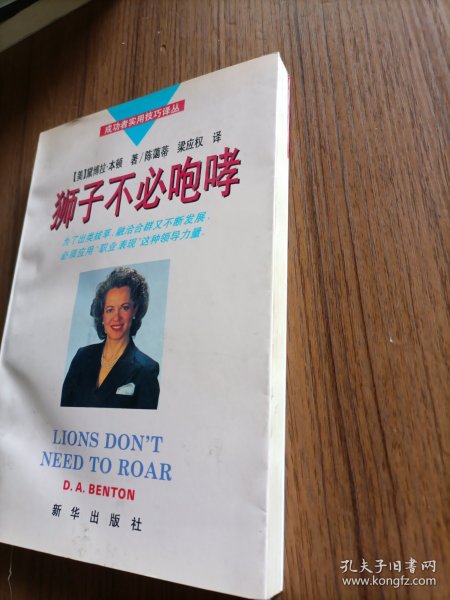 成功者实用技巧译丛
【美】黛博拉·本顿 著/陈蔼蒂 梁应权 译
狮子不必咆哮
为了出类拔萃，融洽合群又不断发展，
必须应用“职业表现”这种领导力量。
LIONS DON'T
NEED TO ROAR
D. A. BENTON
新华出版社
孔夫子旧书网
www.kongfz.com